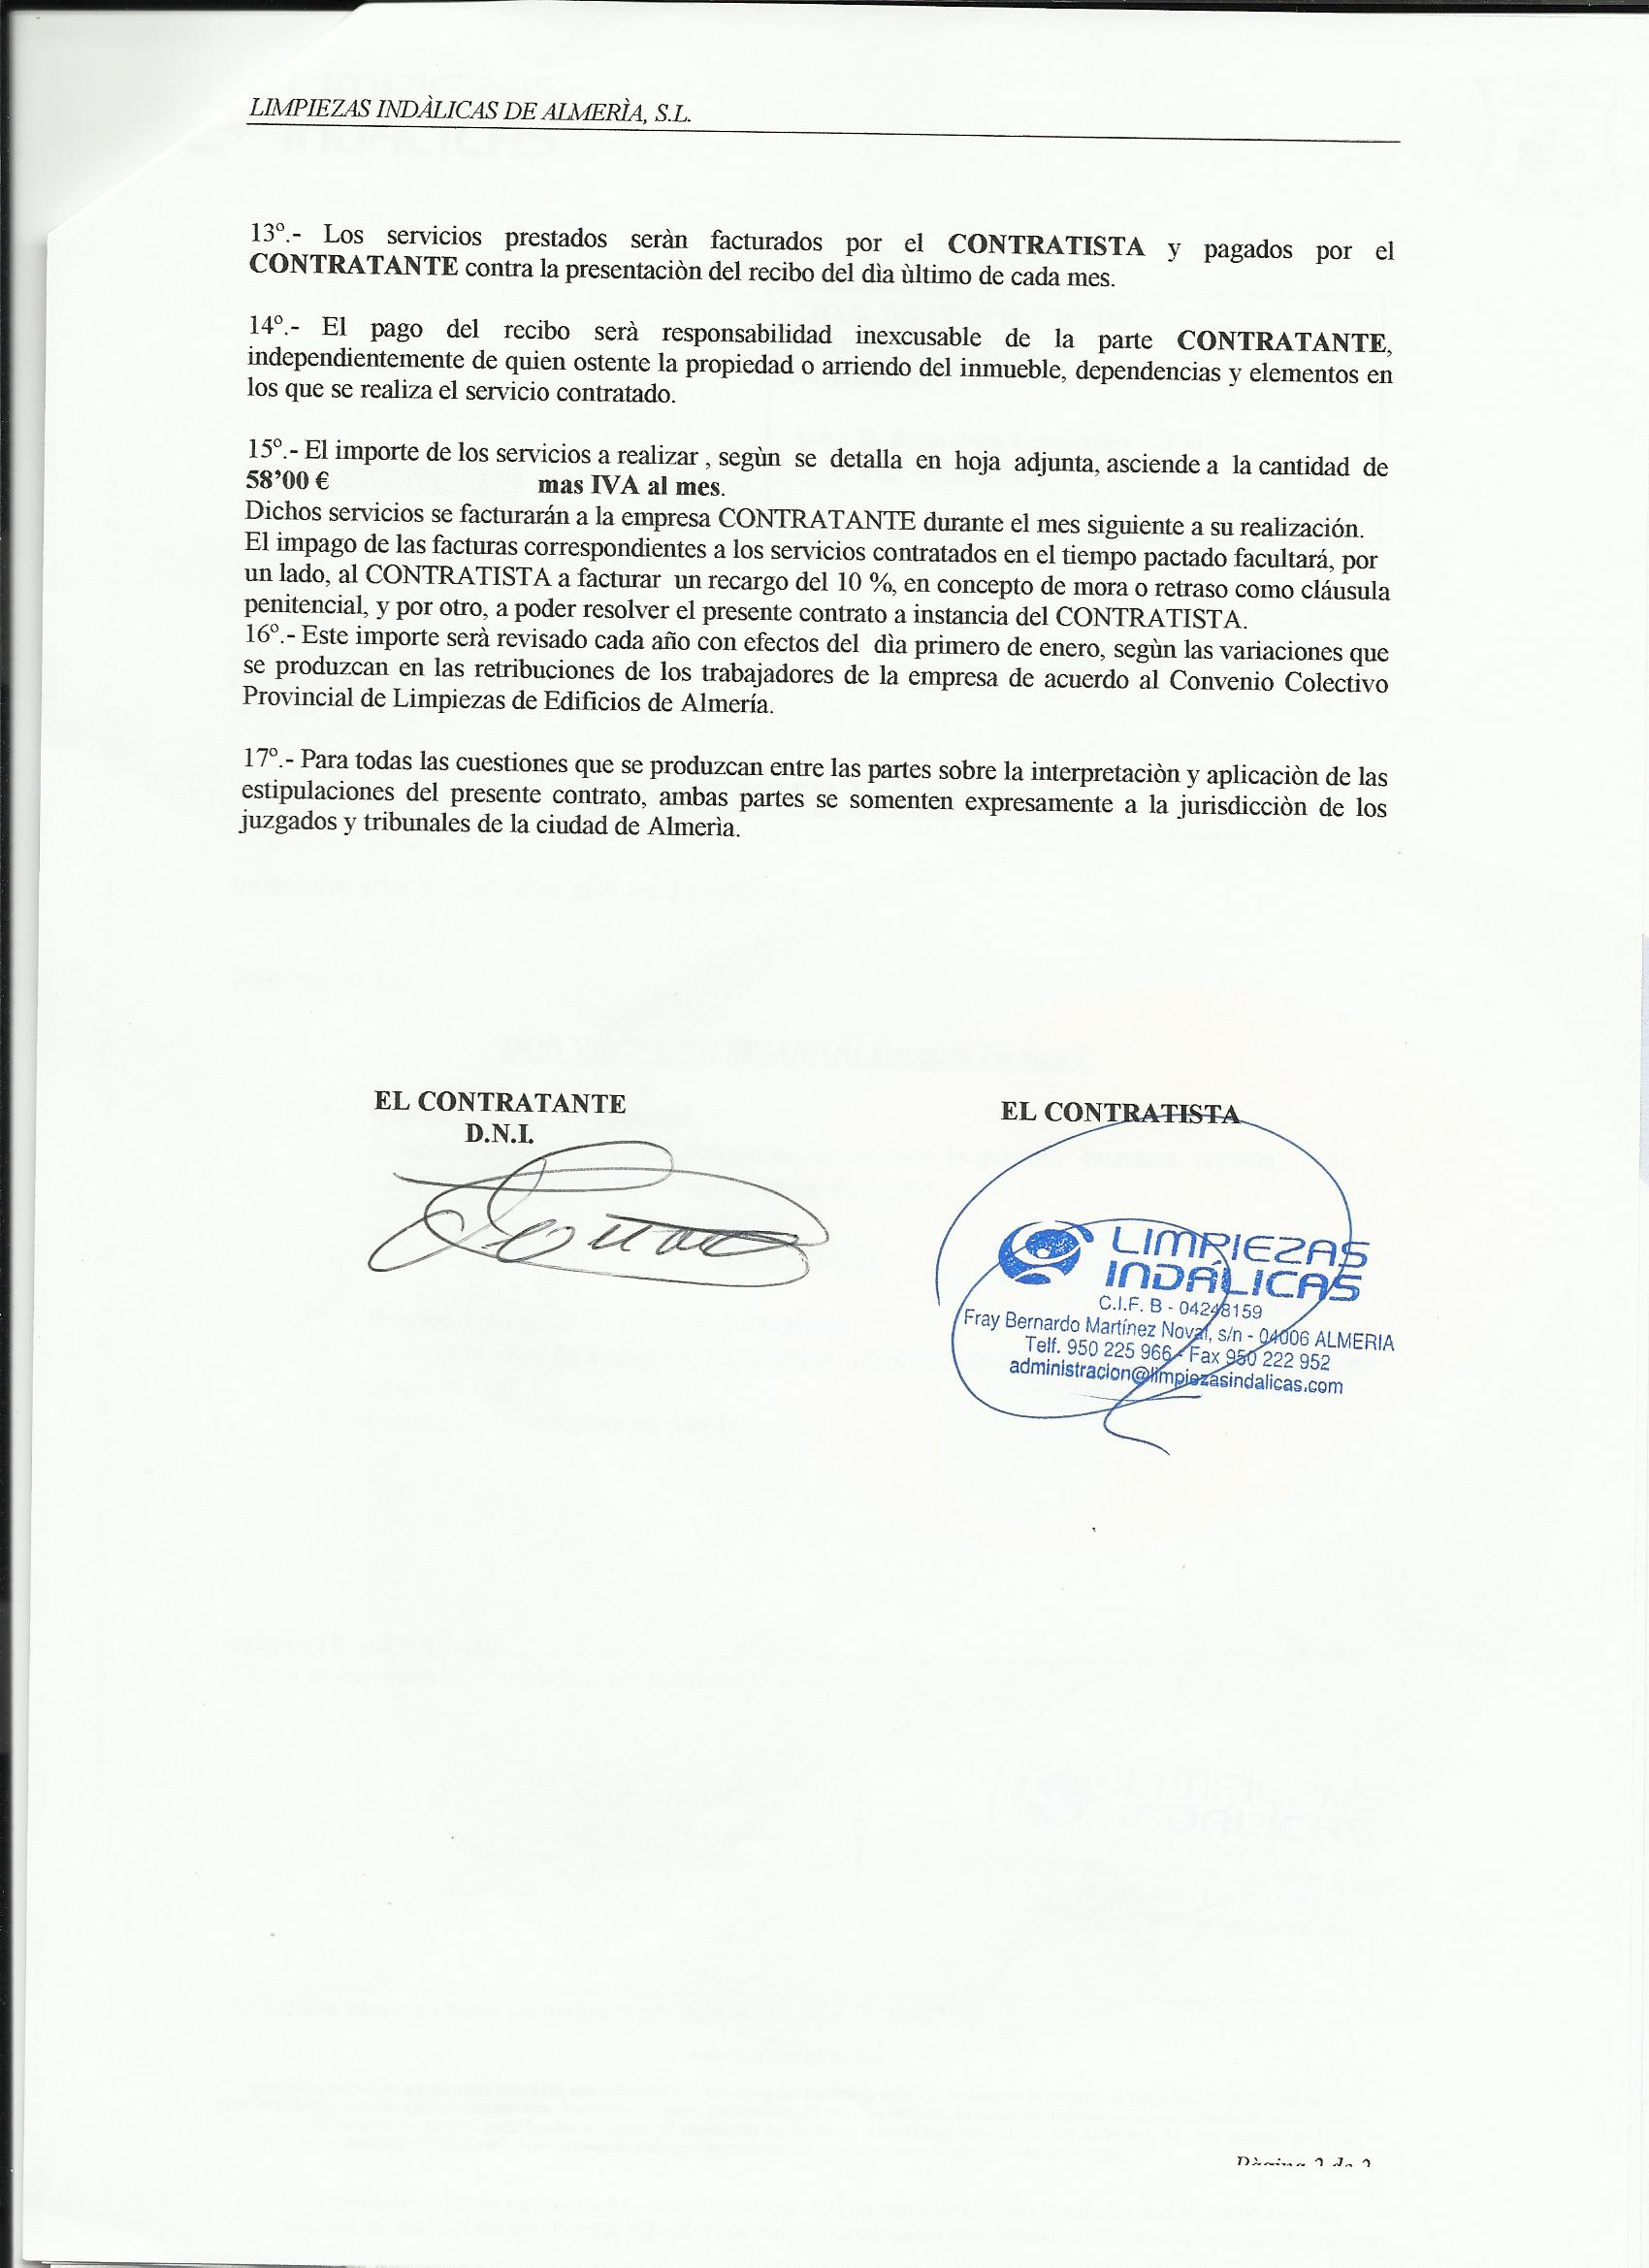 LIMPIEZAS INDÀLICAS DE ALMERÌA, S.L.
13º.- Los servicios prestados seràn facturados por el CONTRATISTA y pagados por el
CONTRATANTE contra la presentaciòn del recibo del dìa ùltimo de cada mes.
14º.- El pago del recibo serà responsabilidad inexcusable de la parte CONTRATANTE,
independientemente de quien ostente la propiedad o arriendo del inmueble, dependencias y elementos en
los que se realiza el servicio contratado.
15º.- El importe de los servicios a realizar , segùn se detalla en hoja adjunta, asciende a la cantidad de
58’00 € mas IVA al mes.
Dichos servicios se facturarán a la empresa CONTRATANTE durante el mes siguiente a su realización.
El impago de las facturas correspondientes a los servicios contratados en el tiempo pactado facultará, por
un lado, al CONTRATISTA a facturar un recargo del 10 %, en concepto de mora o retraso como cláusula
penitencial, y por otro, a poder resolver el presente contrato a instancia del CONTRATISTA.
16º.- Este importe serà revisado cada año con efectos del dìa primero de enero, segùn las variaciones que
se produzcan en las retribuciones de los trabajadores de la empresa de acuerdo al Convenio Colectivo
Provincial de Limpiezas de Edificios de Almería.
17º.- Para todas las cuestiones que se produzcan entre las partes sobre la interpretaciòn y aplicaciòn de las
estipulaciones del presente contrato, ambas partes se somenten expresamente a la jurisdicciòn de los
juzgados y tribunales de la ciudad de Almerìa.
EL CONTRATANTE
D.N.I.
EL CONTRATISTA
LIMPIEZAS
INDÁLICAS
C.I.F. B - 04248159
Fray Bernardo Martínez Noval, s/n - 04006 ALMERIA
Telf. 950 225 966 - Fax 950 222 952
administracion@limpiezasindalicas.com
Pàgina 2 de 2